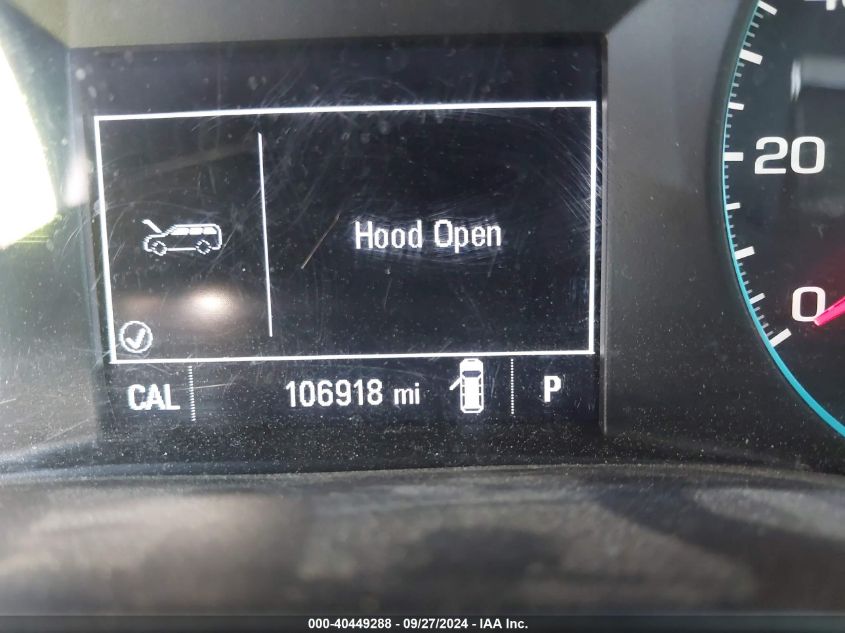 20
Hood Open
0
CAL 106918 mi P
000-40449288 - 09/27/2024 - IAA Inc.